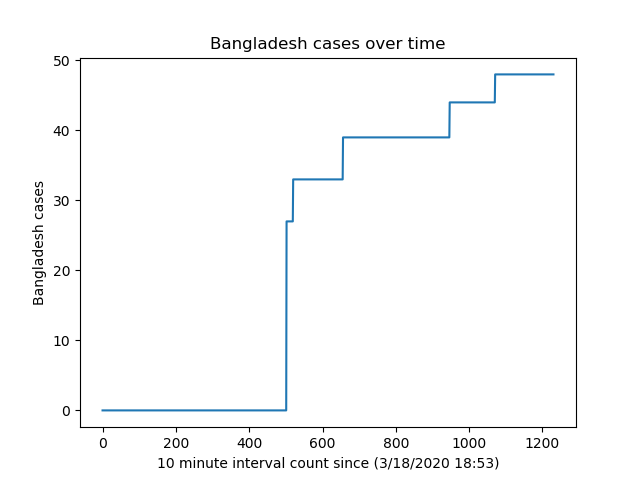 Bangladesh cases over time
50
40
30
20
10
0
Bangladesh cases
0 200 400 600 800 1000 1200
10 minute interval count since (3/18/2020 18:53)